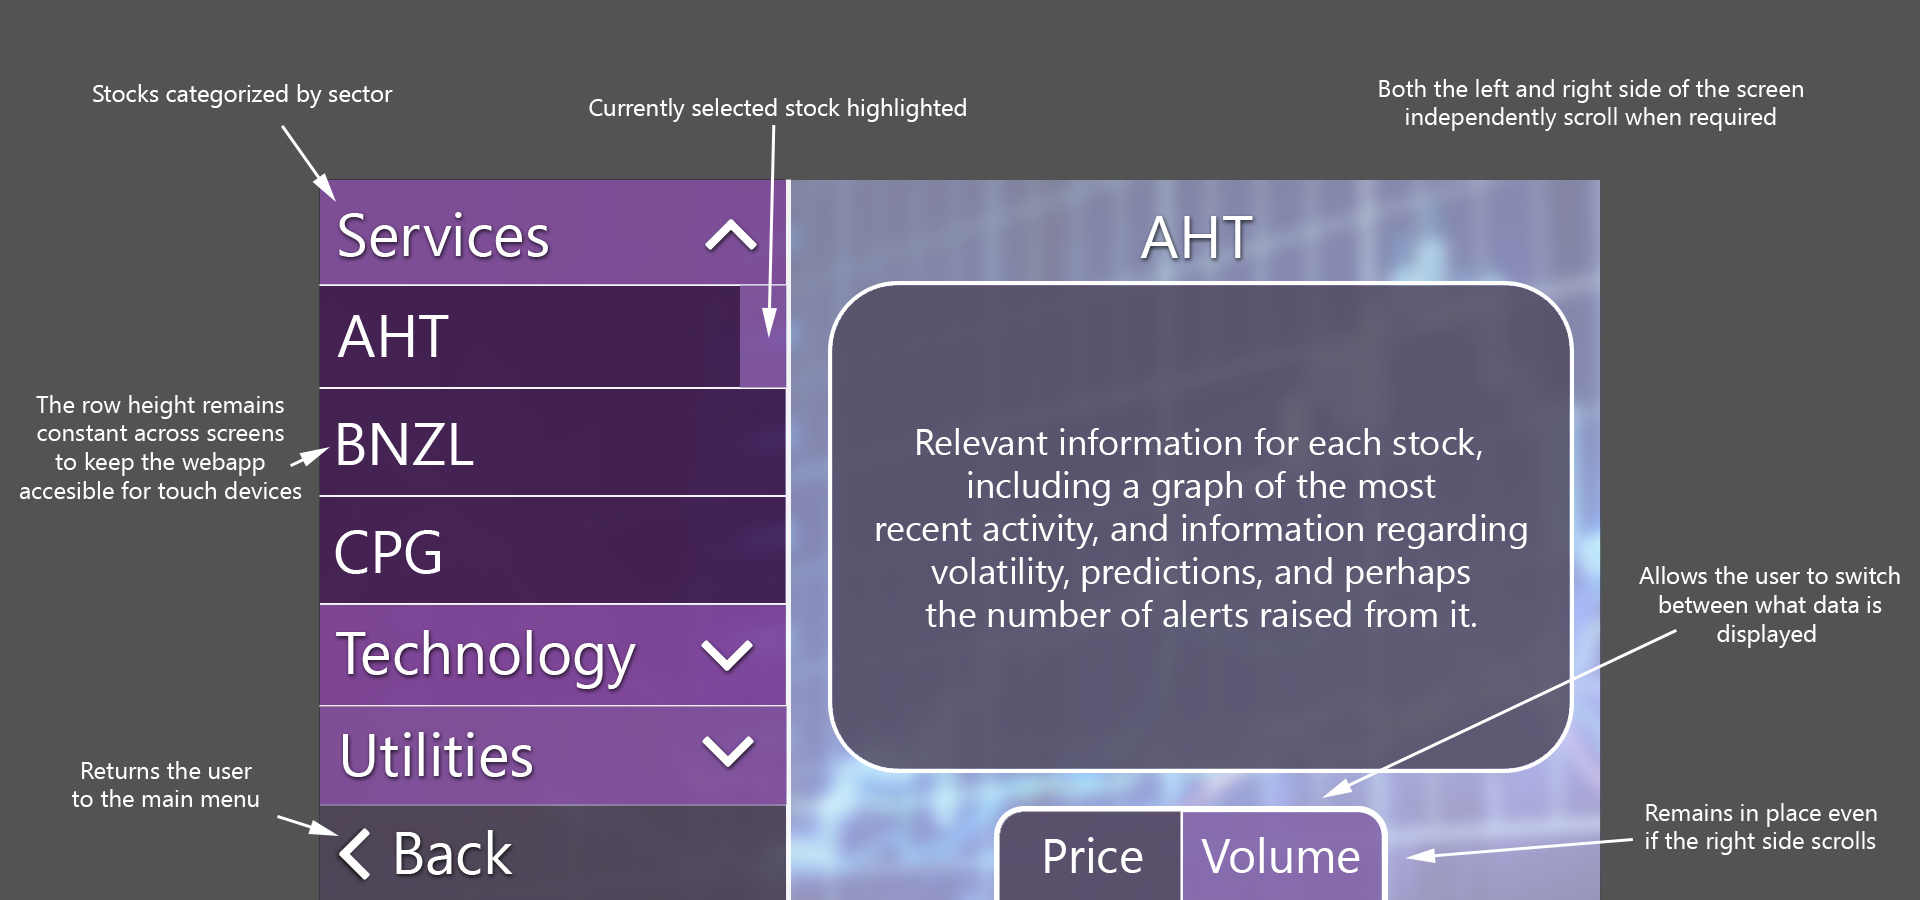 Stocks categorized by sector
Currently selected stock highlighted
Both the left and right side of the screen
independently scroll when required
Services
AHT
BNZL
CPG
Technology
Utilities
Back
The row height remains
constant across screens
to keep the webapp
accesible for touch devices
Returns the user
to the main menu
AHT
Relevant information for each stock,
including a graph of the most
recent activity, and information regarding
volatility, predictions, and perhaps
the number of alerts raised from it.
Price
Volume
Allows the user to switch
between what data is
displayed
Remains in place even
if the right side scrolls